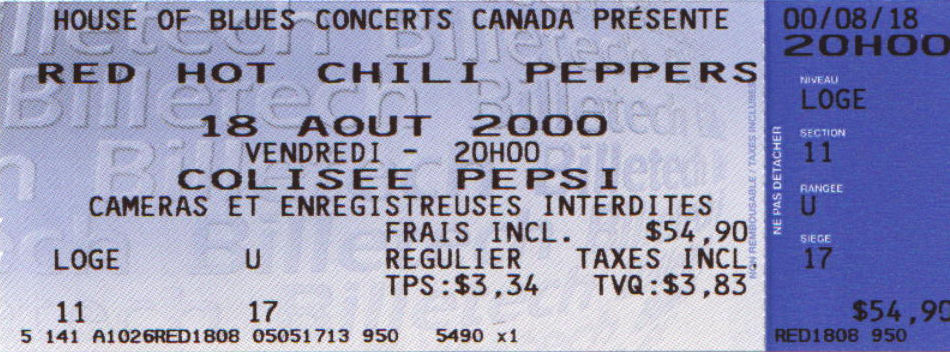 HOUSE OF BLUES CONCERTS CANADA PRÉSENTE
RED HOT CHILI PEPPERS
18 AOUT 2000
VENDREDI - 20H00
COLISEE PEPSI
CAMERAS ET ENREGISTREUSES INTERDITES
FRAIS INCL. $54,90
LOGE U REGULIER TAXES INCL
TPS:$3,34 TVQ:$3,83
11 17
5 141 A1026RED1808 05051713 950 5490 x1
NON REMBOURSABLE / TAXES INCLUSES
NE PAS DETACHER
00/08/18
20H00
NIVEAU
LOGE
SECTION
11
RANGEE
U
SIEGE
17
$54,90
RED1808 950
Billetech